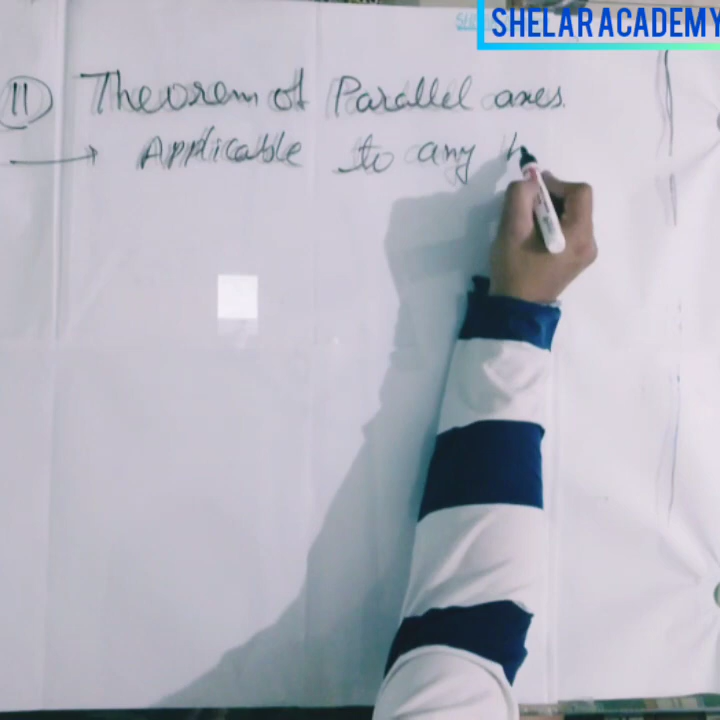 SHELAR ACADEMY
11 Theorem of Parallel axes.
→ Applicable to any